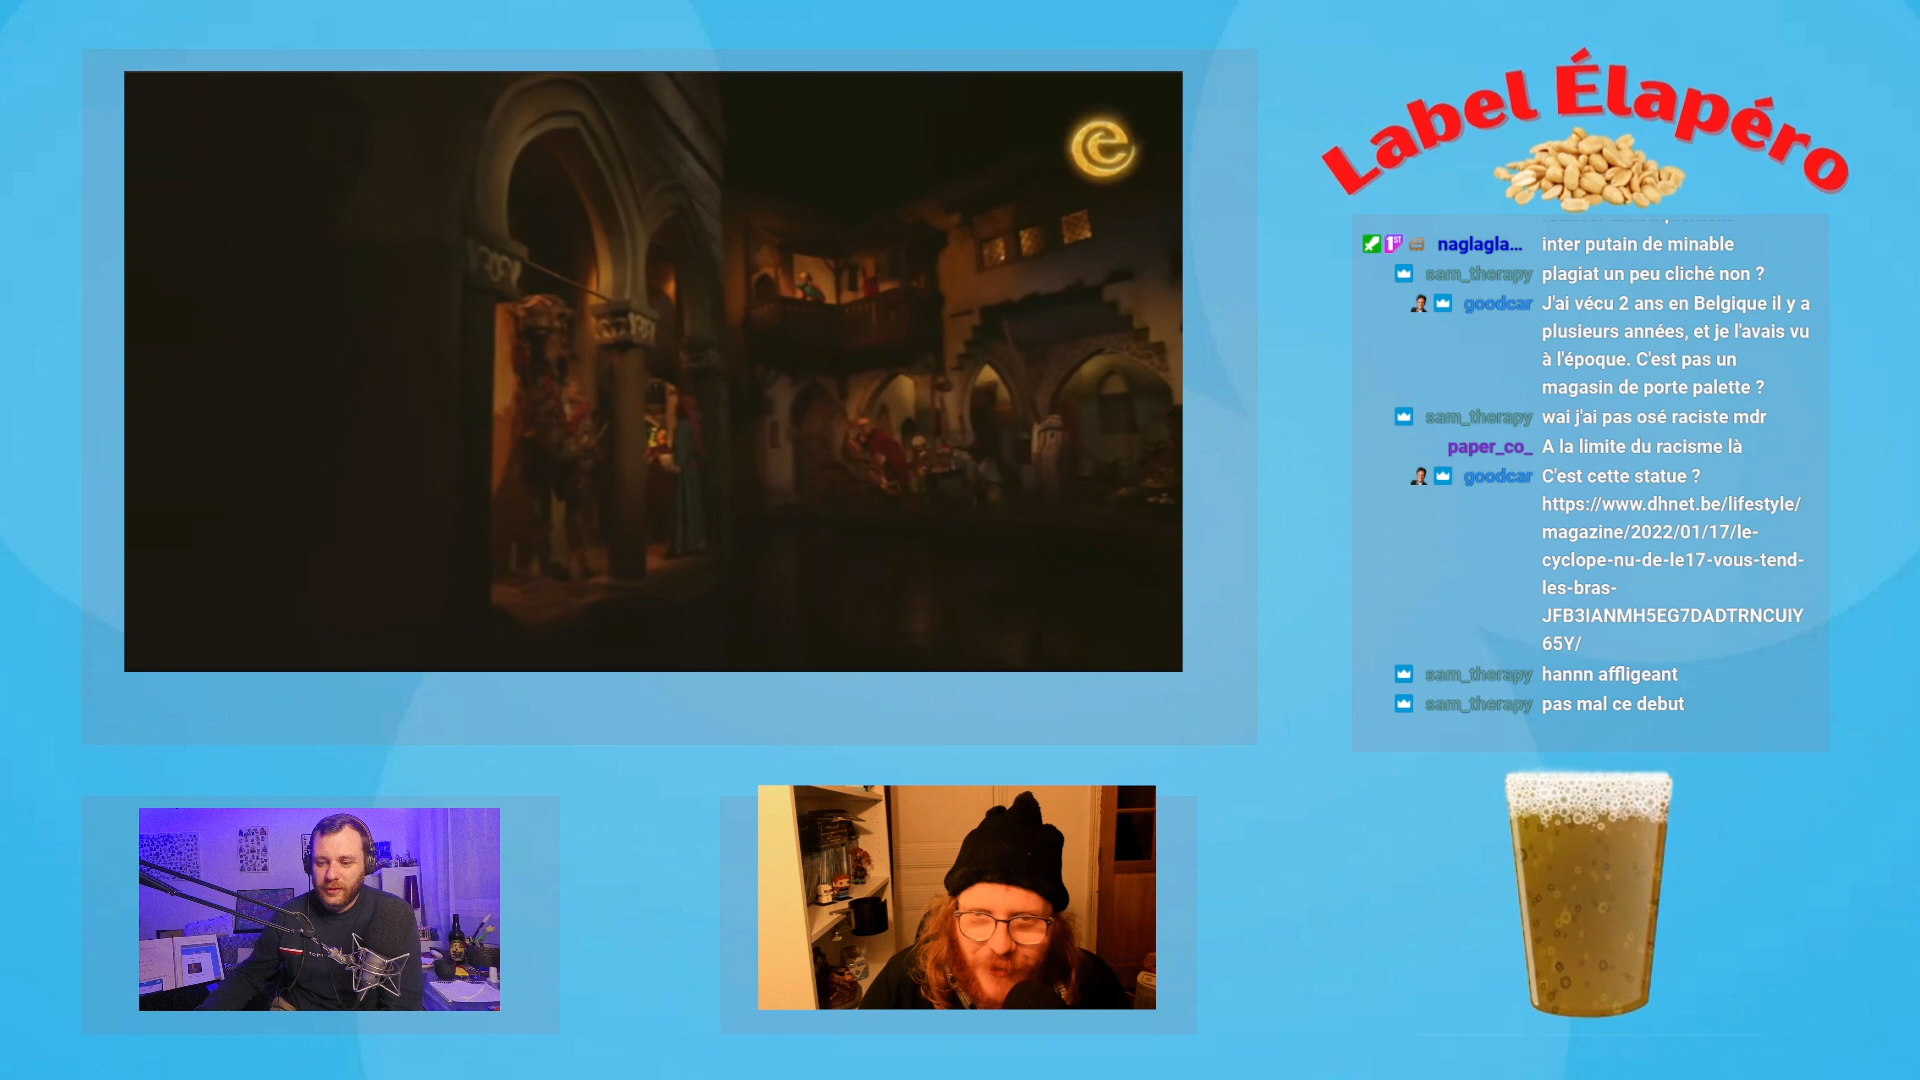 Label Élapéro
naglagla... inter putain de minable
sam_therapy plagiat un peu cliché non ?
goodcar J'ai vécu 2 ans en Belgique il y a
plusieurs années, et je l'avais vu
à l'époque. C'est pas un
magasin de porte palette ?
sam_therapy wai j'ai pas osé raciste mdr
paper_co_ A la limite du racisme là
goodcar C'est cette statue ?
https://www.dhnet.be/lifestyle/
magazine/2022/01/17/le-
cyclope-nu-de-le17-vous-tend-
les-bras-
JFB3IANMH5EG7DADTRNCUIY
65Y/
sam_therapy hannn affligeant
sam_therapy pas mal ce debut